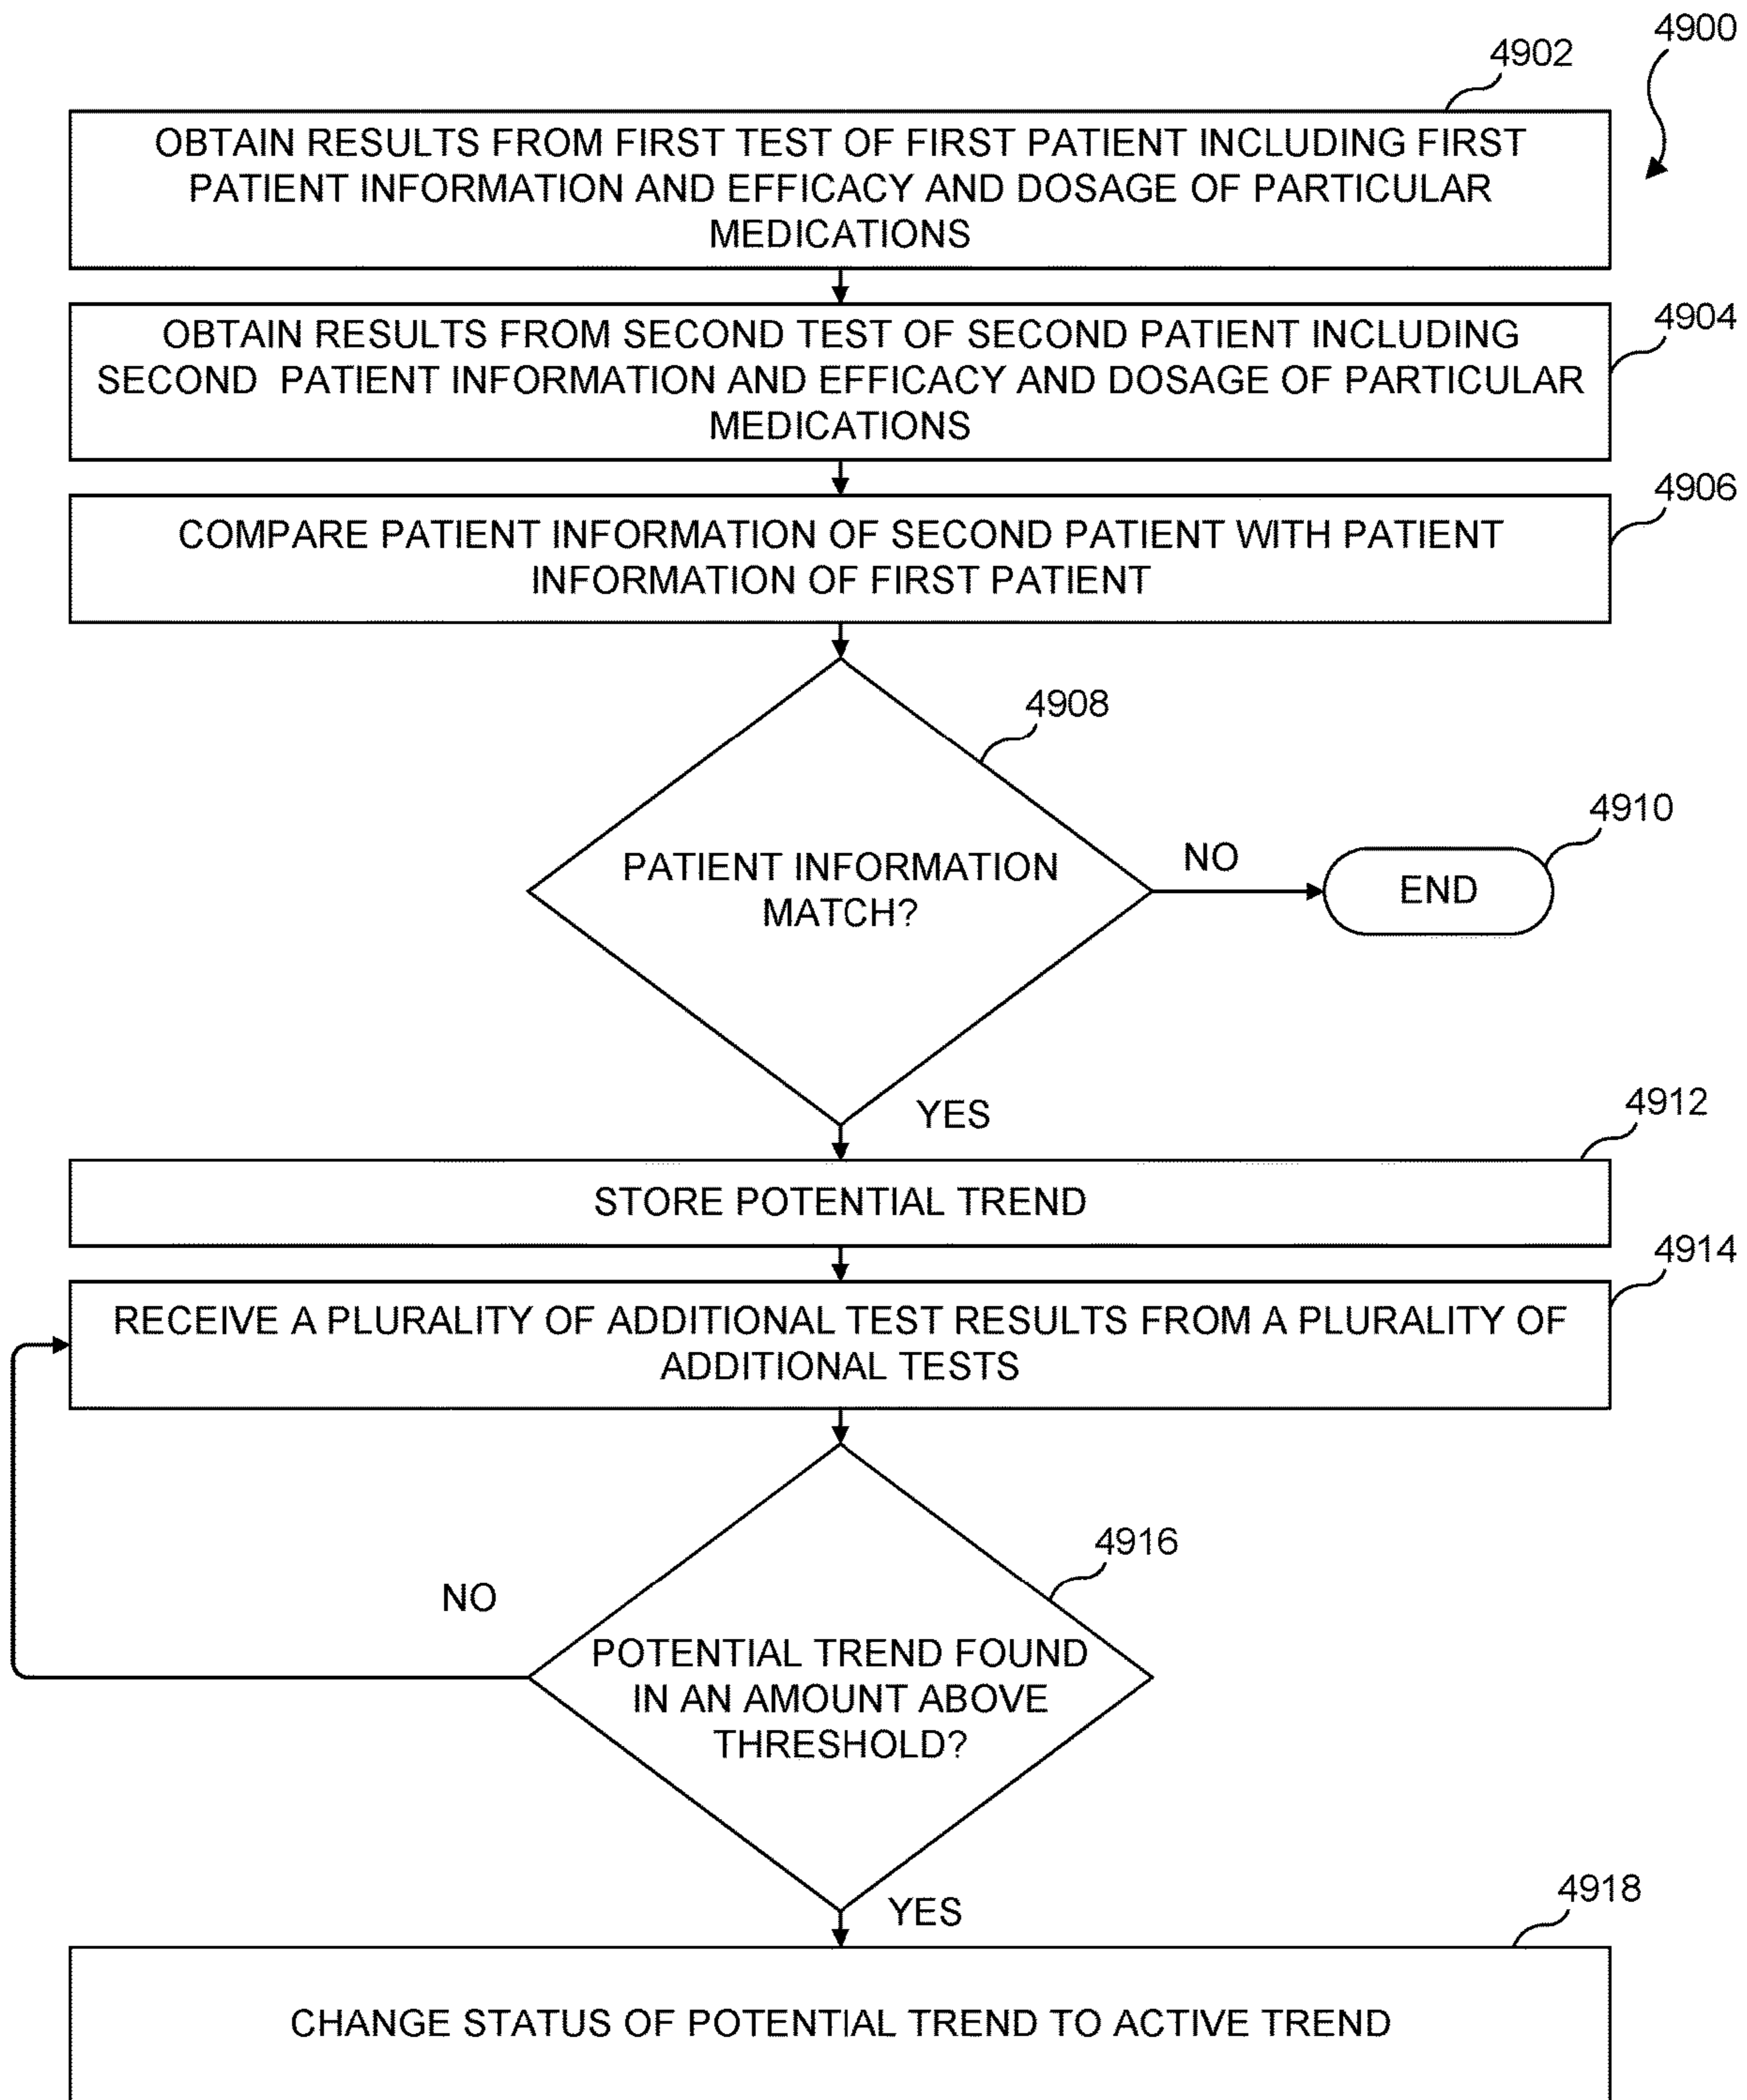 4900
4902
OBTAIN RESULTS FROM FIRST TEST OF FIRST PATIENT INCLUDING FIRST
PATIENT INFORMATION AND EFFICACY AND DOSAGE OF PARTICULAR
MEDICATIONS
4904
OBTAIN RESULTS FROM SECOND TEST OF SECOND PATIENT INCLUDING
SECOND PATIENT INFORMATION AND EFFICACY AND DOSAGE OF PARTICULAR
MEDICATIONS
4906
COMPARE PATIENT INFORMATION OF SECOND PATIENT WITH PATIENT
INFORMATION OF FIRST PATIENT
4908
PATIENT INFORMATION
MATCH?
NO
4910
END
YES
4912
STORE POTENTIAL TREND
4914
RECEIVE A PLURALITY OF ADDITIONAL TEST RESULTS FROM A PLURALITY OF
ADDITIONAL TESTS
4916
NO
POTENTIAL TREND FOUND
IN AN AMOUNT ABOVE
THRESHOLD?
YES
4918
CHANGE STATUS OF POTENTIAL TREND TO ACTIVE TREND